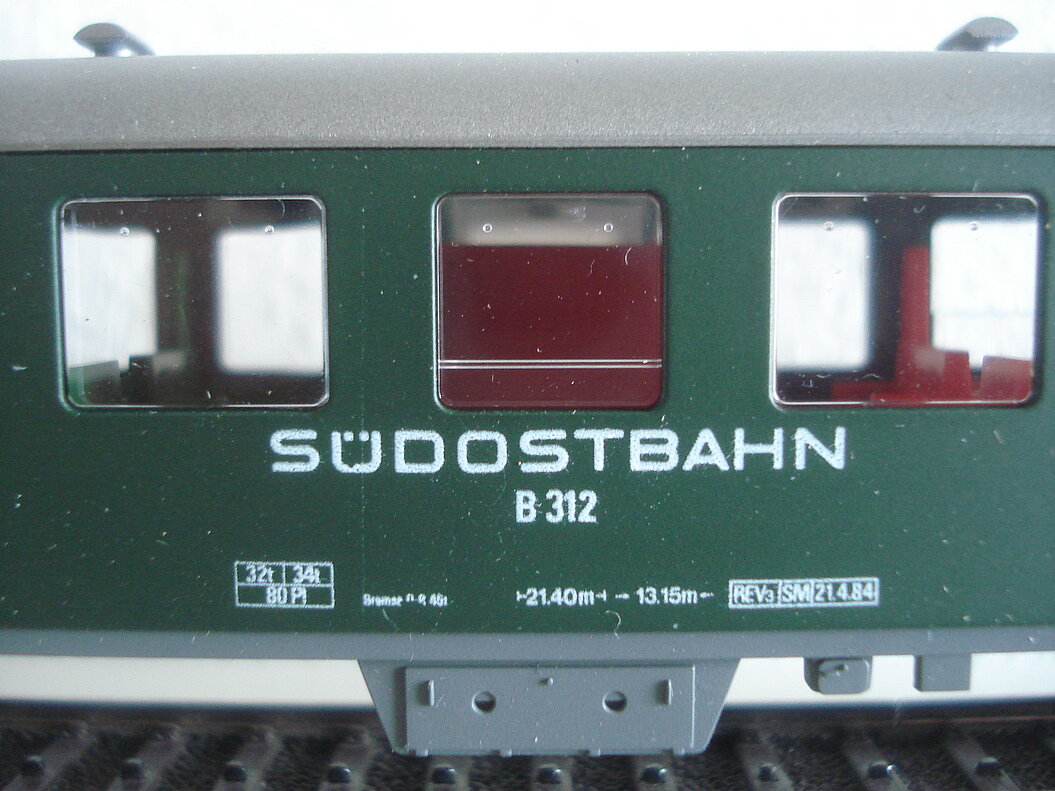 SÜDOSTBAHN
B 312
32t 34t
80 Pl
21.40m 13.15m
REV3 SM 21.4.84